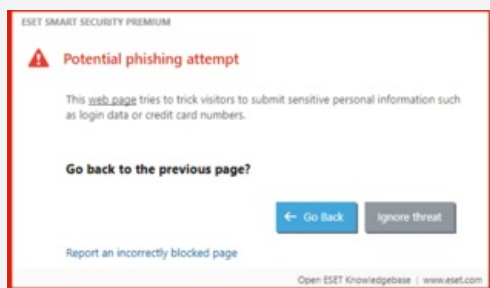 ESET SMART SECURITY PREMIUM
Potential phishing attempt
This web page tries to trick visitors to submit sensitive personal information such
as login data or credit card numbers.
Go back to the previous page?
← Go Back
Ignore threat
Report an incorrectly blocked page
Open ESET Knowledgebase | www.eset.com